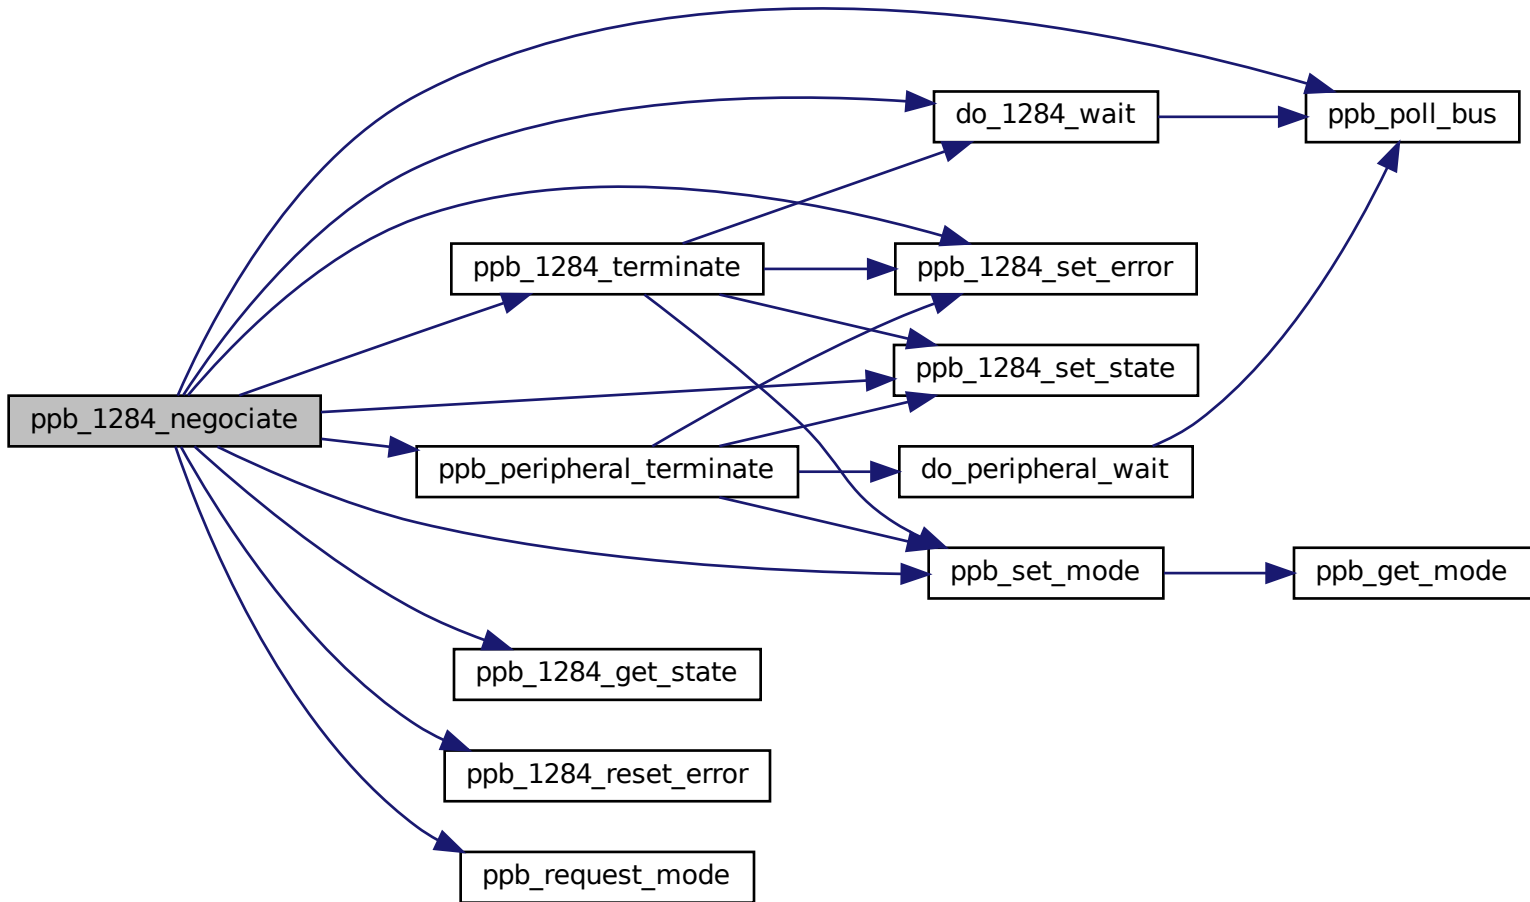 do_1284_wait
ppb_poll_bus
ppb_1284_terminate
ppb_1284_set_error
ppb_1284_set_state
ppb_1284_negociate
ppb_peripheral_terminate
do_peripheral_wait
ppb_set_mode
ppb_get_mode
ppb_1284_get_state
ppb_1284_reset_error
ppb_request_mode